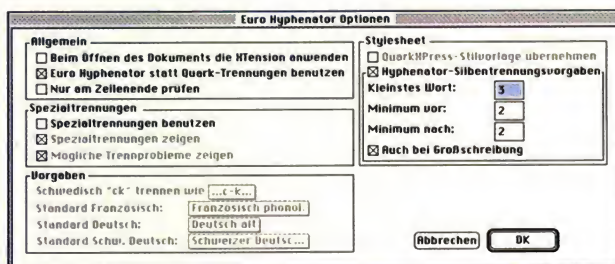 Euro Hyphenator Optionen
Allgemein
Beim Öffnen des Dokuments die XTension anwenden
Euro Hyphenator statt Quark-Trennungen benutzen
Nur am Zeilenende prüfen
Spezialtrennungen
Spezialtrennungen benutzen
Spezialtrennungen zeigen
Mögliche Trennprobleme zeigen
Vorgaben
Schwedisch "ck" trennen wie ...c-k...
Standard Französisch: Französisch phonol.
Standard Deutsch: Deutsch alt
Standard Schw. Deutsch: Schweizer Deutsc...
Stylesheet
QuarkXPress-Stilvorlage übernehmen
Hyphenator-Silbentrennungsvorgaben
Kleinstes Wort: 3
Minimum vor: 2
Minimum nach: 2
Auch bei Großschreibung
Abbrechen OK